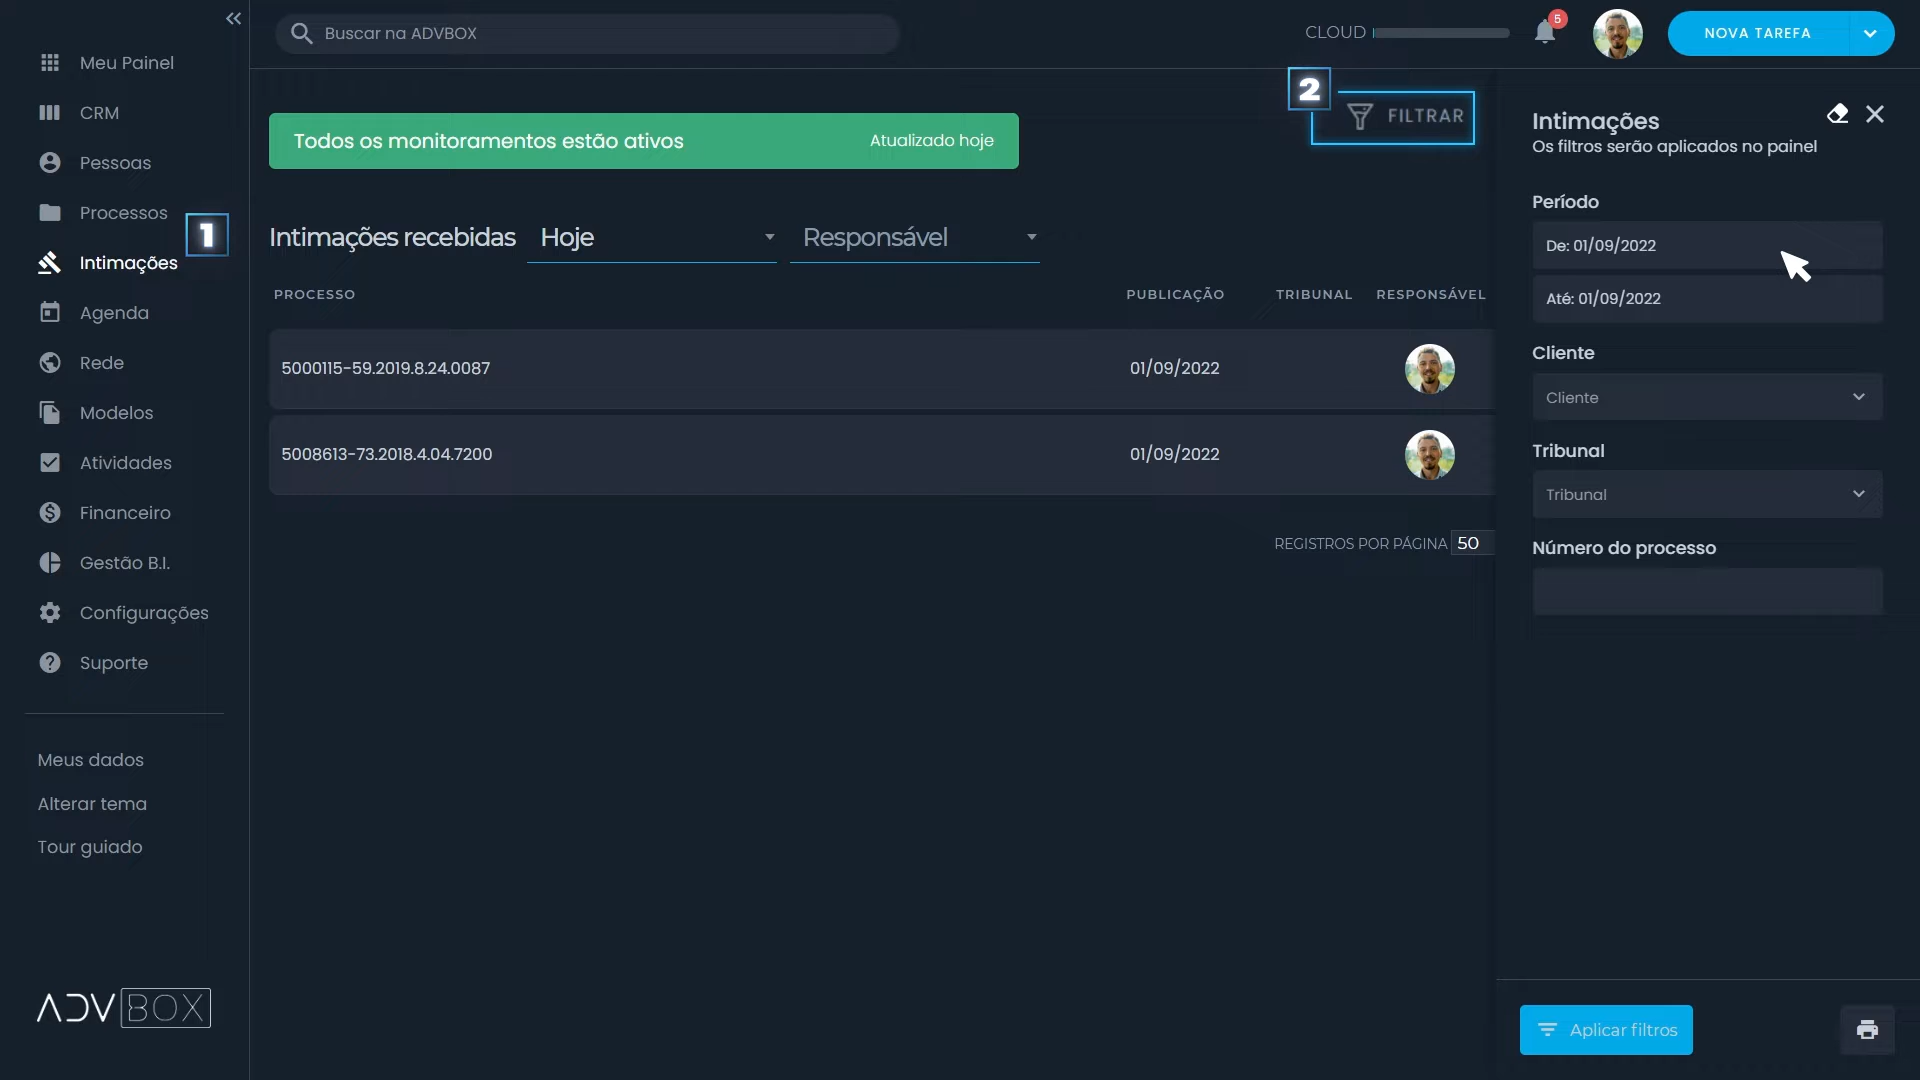 Meu Painel
CRM
Pessoas
Processos
1
Intimações
Agenda
Rede
Modelos
Atividades
Financeiro
Gestão B.I.
Configurações
Suporte
Meus dados
Alterar tema
Tour guiado
ADVBOX
Buscar na ADVBOX
CLOUD
5
NOVA TAREFA
2
FILTRAR
Todos os monitoramentos estão ativos Atualizado hoje
Intimações recebidas Hoje Responsável
PROCESSO PUBLICAÇÃO TRIBUNAL RESPONSÁVEL
5000115-59.2019.8.24.0087 01/09/2022
5008613-73.2018.4.04.7200 01/09/2022
REGISTROS POR PÁGINA 50
Intimações
Os filtros serão aplicados no painel
Período
De: 01/09/2022
Até: 01/09/2022
Cliente
Cliente
Tribunal
Tribunal
Número do processo
Aplicar filtros